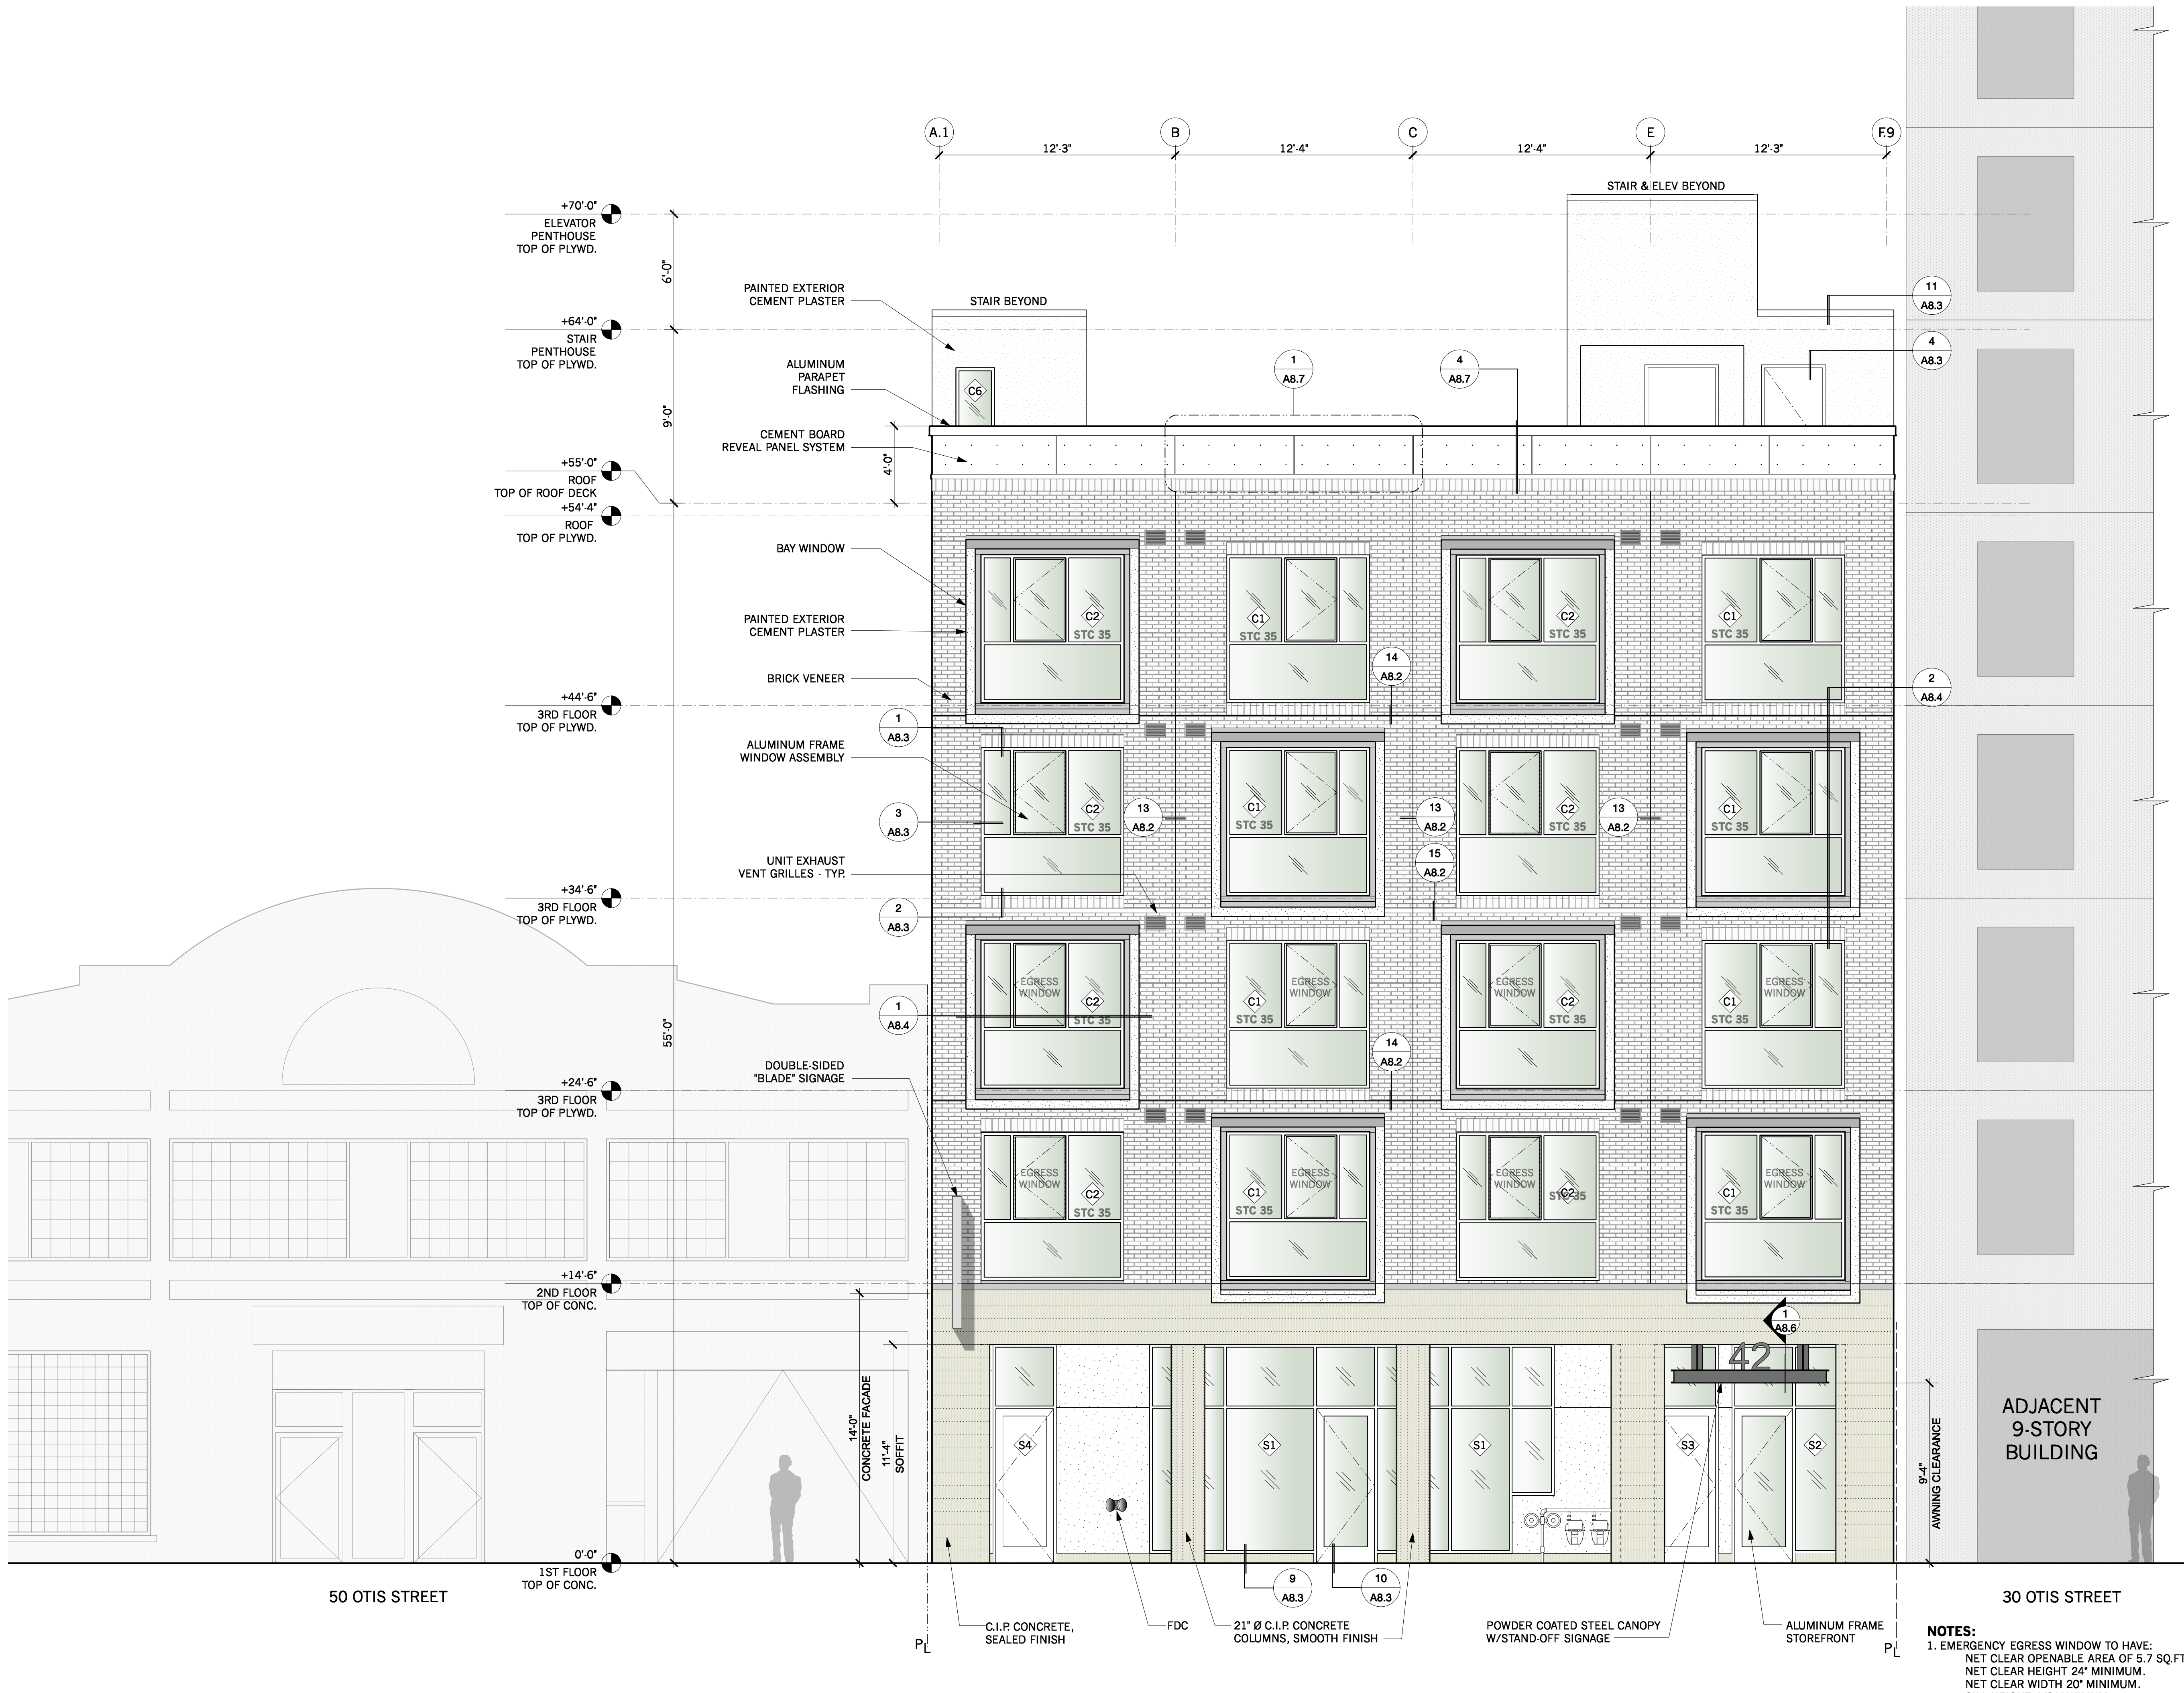 A.1
B
C
E
F.9
12'-3"
12'-4"
12'-4"
12'-3"
STAIR & ELEV BEYOND
+70'-0"
ELEVATOR
PENTHOUSE
TOP OF PLYWD.
6'-0"
PAINTED EXTERIOR
CEMENT PLASTER
STAIR BEYOND
11
A8.3
+64'-0"
STAIR
PENTHOUSE
TOP OF PLYWD.
4
A8.3
1
A8.7
4
A8.7
ALUMINUM
PARAPET
FLASHING
C6
9'-0"
CEMENT BOARD
REVEAL PANEL SYSTEM
4'-0"
+55'-0"
ROOF
TOP OF ROOF DECK
+54'-4"
ROOF
TOP OF PLYWD.
BAY WINDOW
PAINTED EXTERIOR
CEMENT PLASTER
C2
STC 35
C1
STC 35
C2
STC 35
C1
STC 35
14
A8.2
BRICK VENEER
2
A8.4
+44'-6"
3RD FLOOR
TOP OF PLYWD.
1
A8.3
ALUMINUM FRAME
WINDOW ASSEMBLY
C2
STC 35
C1
STC 35
C2
STC 35
C1
STC 35
3
A8.3
13
A8.2
13
A8.2
13
A8.2
15
A8.2
UNIT EXHAUST
VENT GRILLES - TYP.
+34'-6"
3RD FLOOR
TOP OF PLYWD.
2
A8.3
EGRESS
WINDOW
C2
STC 35
EGRESS
WINDOW
C1
STC 35
EGRESS
WINDOW
C2
STC 35
EGRESS
WINDOW
C1
STC 35
1
A8.4
55'-0"
14
A8.2
DOUBLE-SIDED
"BLADE" SIGNAGE
+24'-6"
3RD FLOOR
TOP OF PLYWD.
EGRESS
WINDOW
C2
STC 35
EGRESS
WINDOW
C1
STC 35
EGRESS
WINDOW
C2
STC 35
EGRESS
WINDOW
C1
STC 35
+14'-6"
2ND FLOOR
TOP OF CONC.
1
A8.6
42
14'-0"
CONCRETE FACADE
11'-4"
SOFFIT
S4
S1
S1
S3
S2
9'-4"
AWNING CLEARANCE
ADJACENT
9-STORY
BUILDING
0'-0"
1ST FLOOR
TOP OF CONC.
9
A8.3
10
A8.3
50 OTIS STREET
30 OTIS STREET
C.I.P. CONCRETE,
SEALED FINISH
FDC
21" Ø C.I.P. CONCRETE
COLUMNS, SMOOTH FINISH
POWDER COATED STEEL CANOPY
W/STAND-OFF SIGNAGE
ALUMINUM FRAME
STOREFRONT
PL
PL
NOTES:
1. EMERGENCY EGRESS WINDOW TO HAVE:
NET CLEAR OPENABLE AREA OF 5.7 SQ.FT
NET CLEAR HEIGHT 24" MINIMUM.
NET CLEAR WIDTH 20" MINIMUM.